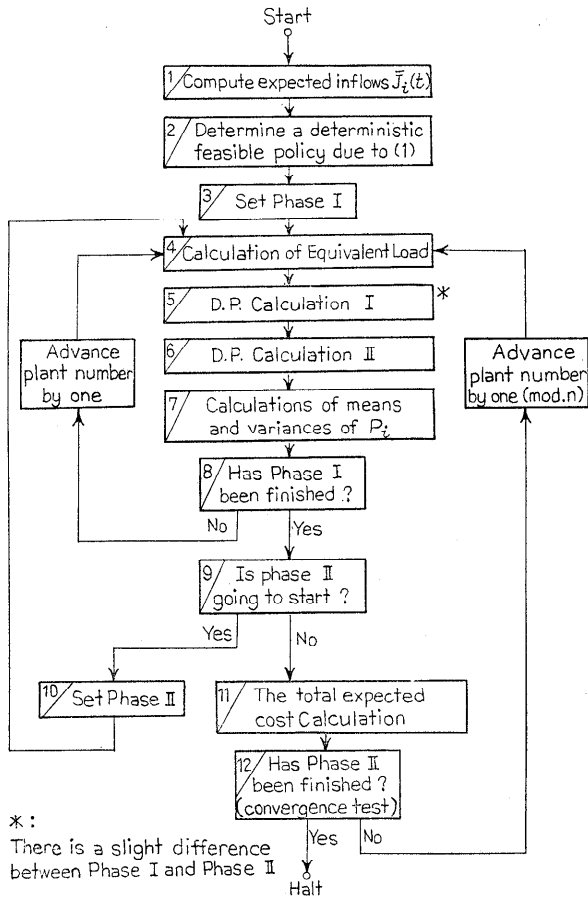 Start
1 Compute expected inflows J̄ᵢ(t)
2 Determine a deterministic
feasible policy due to (1)
3 Set Phase I
4 Calculation of Equivalent Load
5 D.P. Calculation I *
6 D.P. Calculation II
Advance
plant number
by one
Advance
plant number
by one (mod.n)
7 Calculations of means
and variances of Pᵢ
8 Has Phase I
been finished ?
No
Yes
9 Is phase II
going to start ?
Yes
No
10 Set Phase II
11 The total expected
cost Calculation
12 Has Phase II
been finished ?
(convergence test)
Yes
No
Halt
* :
There is a slight difference
between Phase I and Phase II